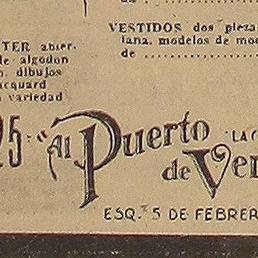 VESTIDOS dos pieza
lana, modelos de mod
de
TER abier-
de algodon
dibujos
acquard
variedad
25 "Al Puerto
de Ver
"LA
ESQ. 5 DE FEBRER